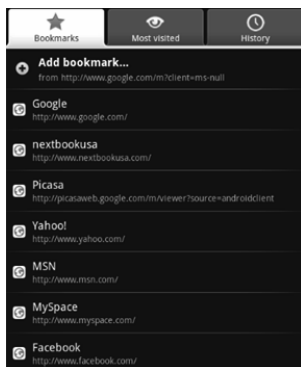 Bookmarks Most visited History
Add bookmark...
from http://www.google.com/m?client=ms-null
Google
http://www.google.com/
nextbookusa
http://www.nextbookusa.com/
Picasa
http://picasaweb.google.com/m/viewer?source=androidclient
Yahoo!
http://www.yahoo.com/
MSN
http://www.msn.com/
MySpace
http://www.myspace.com/
Facebook
http://www.facebook.com/